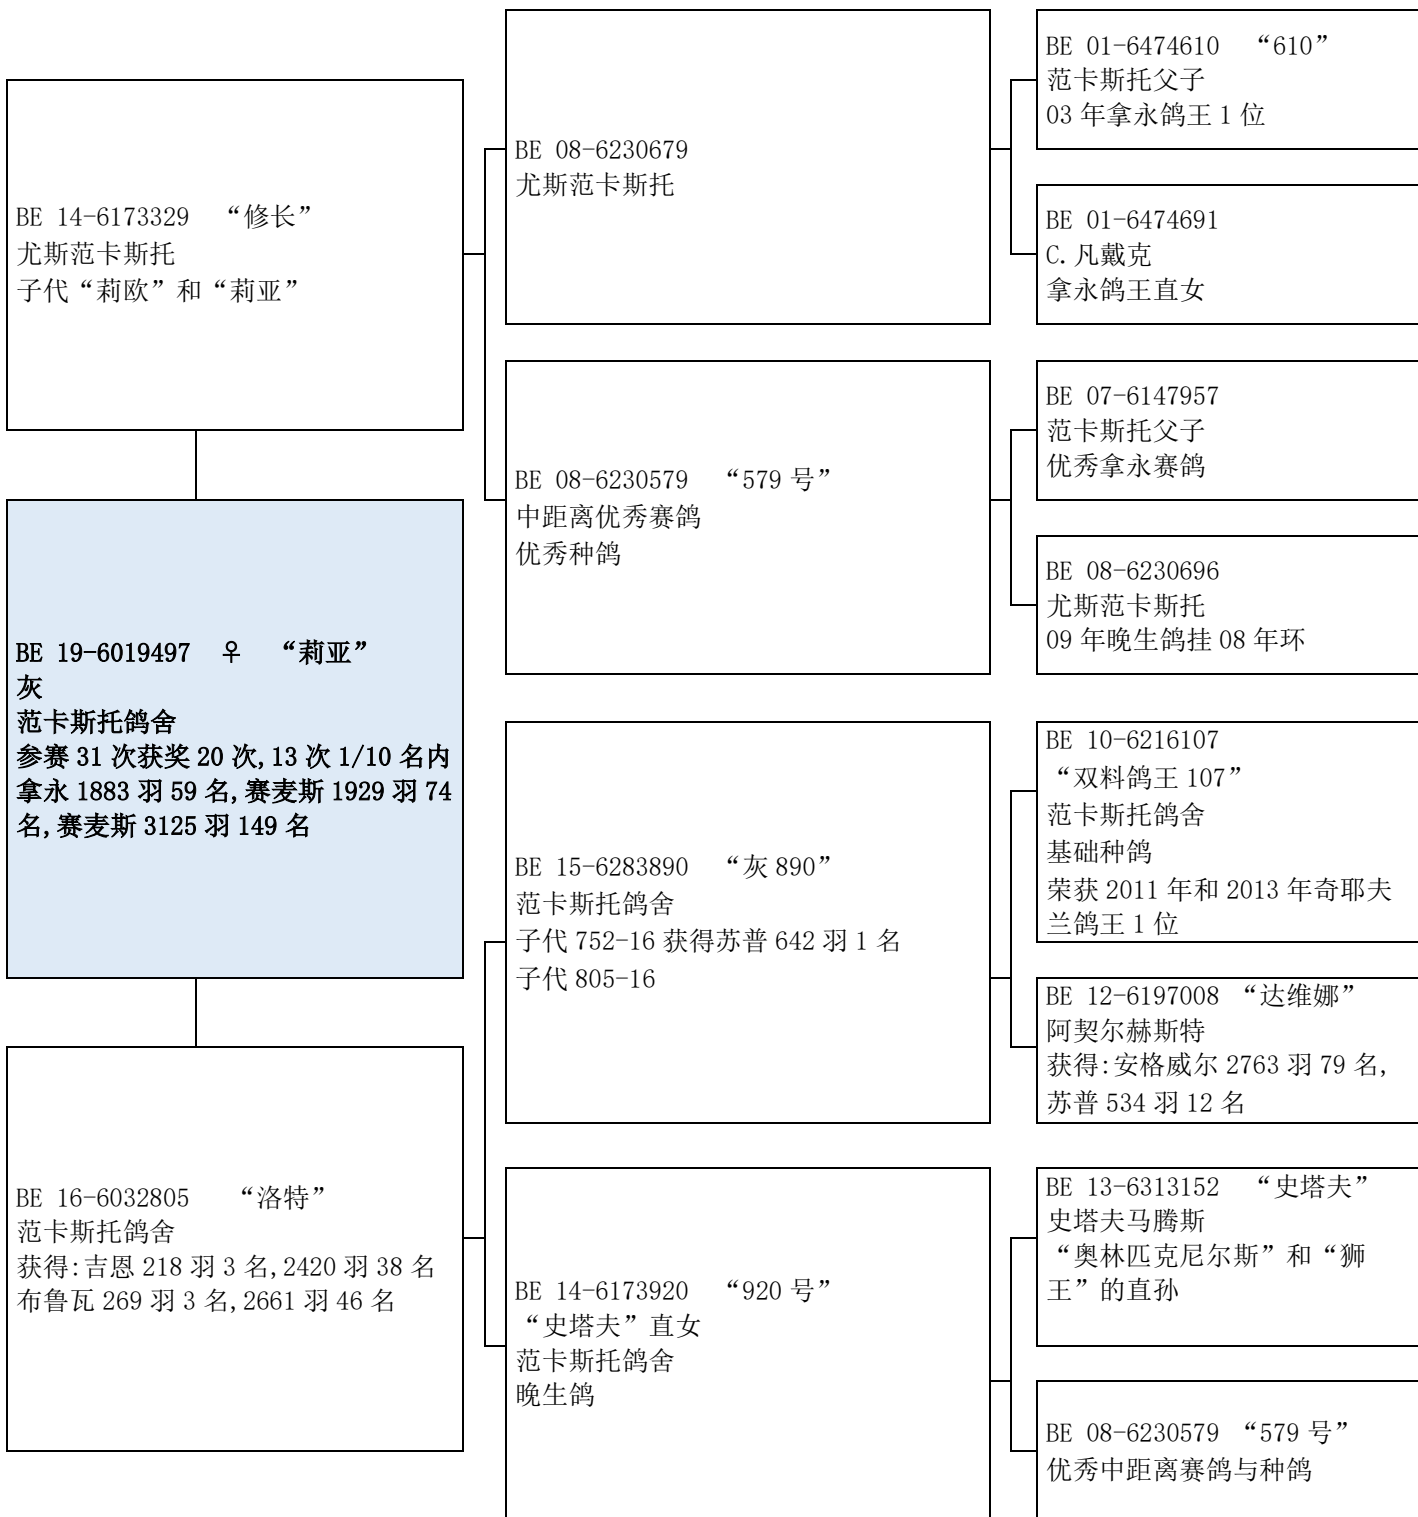 BE 14-6173329 “修长”
尤斯范卡斯托
子代“莉欧”和“莉亚”
BE 19-6019497 ♀ “莉亚”
灰
范卡斯托鸽舍
参赛 31 次获奖 20 次,13 次 1/10 名内
拿永 1883 羽 59 名,赛麦斯 1929 羽 74
名,赛麦斯 3125 羽 149 名
BE 16-6032805 “洛特”
范卡斯托鸽舍
获得:吉恩 218 羽 3 名,2420 羽 38 名
布鲁瓦 269 羽 3 名,2661 羽 46 名
BE 08-6230679
尤斯范卡斯托
BE 08-6230579 “579 号”
中距离优秀赛鸽
优秀种鸽
BE 15-6283890 “灰 890”
范卡斯托鸽舍
子代 752-16 获得苏普 642 羽 1 名
子代 805-16
BE 14-6173920 “920 号”
“史塔夫”直女
范卡斯托鸽舍
晚生鸽
BE 01-6474610 “610”
范卡斯托父子
03 年拿永鸽王 1 位
BE 01-6474691
C.凡戴克
拿永鸽王直女
BE 07-6147957
范卡斯托父子
优秀拿永赛鸽
BE 08-6230696
尤斯范卡斯托
09 年晚生鸽挂 08 年环
BE 10-6216107
“双料鸽王 107”
范卡斯托鸽舍
基础种鸽
荣获 2011 年和 2013 年奇耶夫
兰鸽王 1 位
BE 12-6197008 “达维娜”
阿契尔赫斯特
获得:安格威尔 2763 羽 79 名,
苏普 534 羽 12 名
BE 13-6313152 “史塔夫”
史塔夫马腾斯
“奥林匹克尼尔斯”和“狮
王”的直孙
BE 08-6230579 “579 号”
优秀中距离赛鸽与种鸽